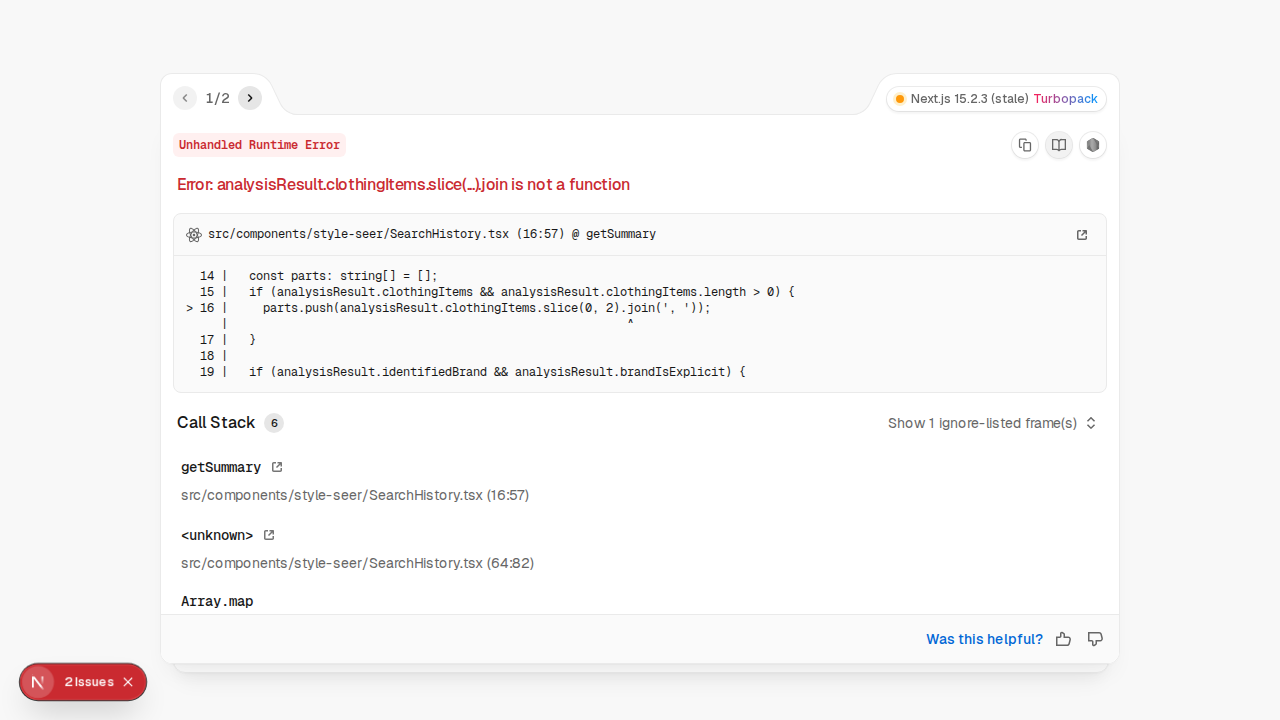 1/2
Next.js 15.2.3 (stale) Turbopack
Unhandled Runtime Error
Error: analysisResult.clothingItems.slice(...).join is not a function
src/components/style-seer/SearchHistory.tsx (16:57) @ getSummary
14 |   const parts: string[] = [];
15 |   if (analysisResult.clothingItems && analysisResult.clothingItems.length > 0) {
> 16 |     parts.push(analysisResult.clothingItems.slice(0, 2).join(', '));
|                                                         ^
17 |   }
18 |
19 |   if (analysisResult.identifiedBrand && analysisResult.brandIsExplicit) {
Call Stack 6
Show 1 ignore-listed frame(s)
getSummary
src/components/style-seer/SearchHistory.tsx (16:57)
<unknown>
src/components/style-seer/SearchHistory.tsx (64:82)
Array.map
Was this helpful?
N 2 Issues